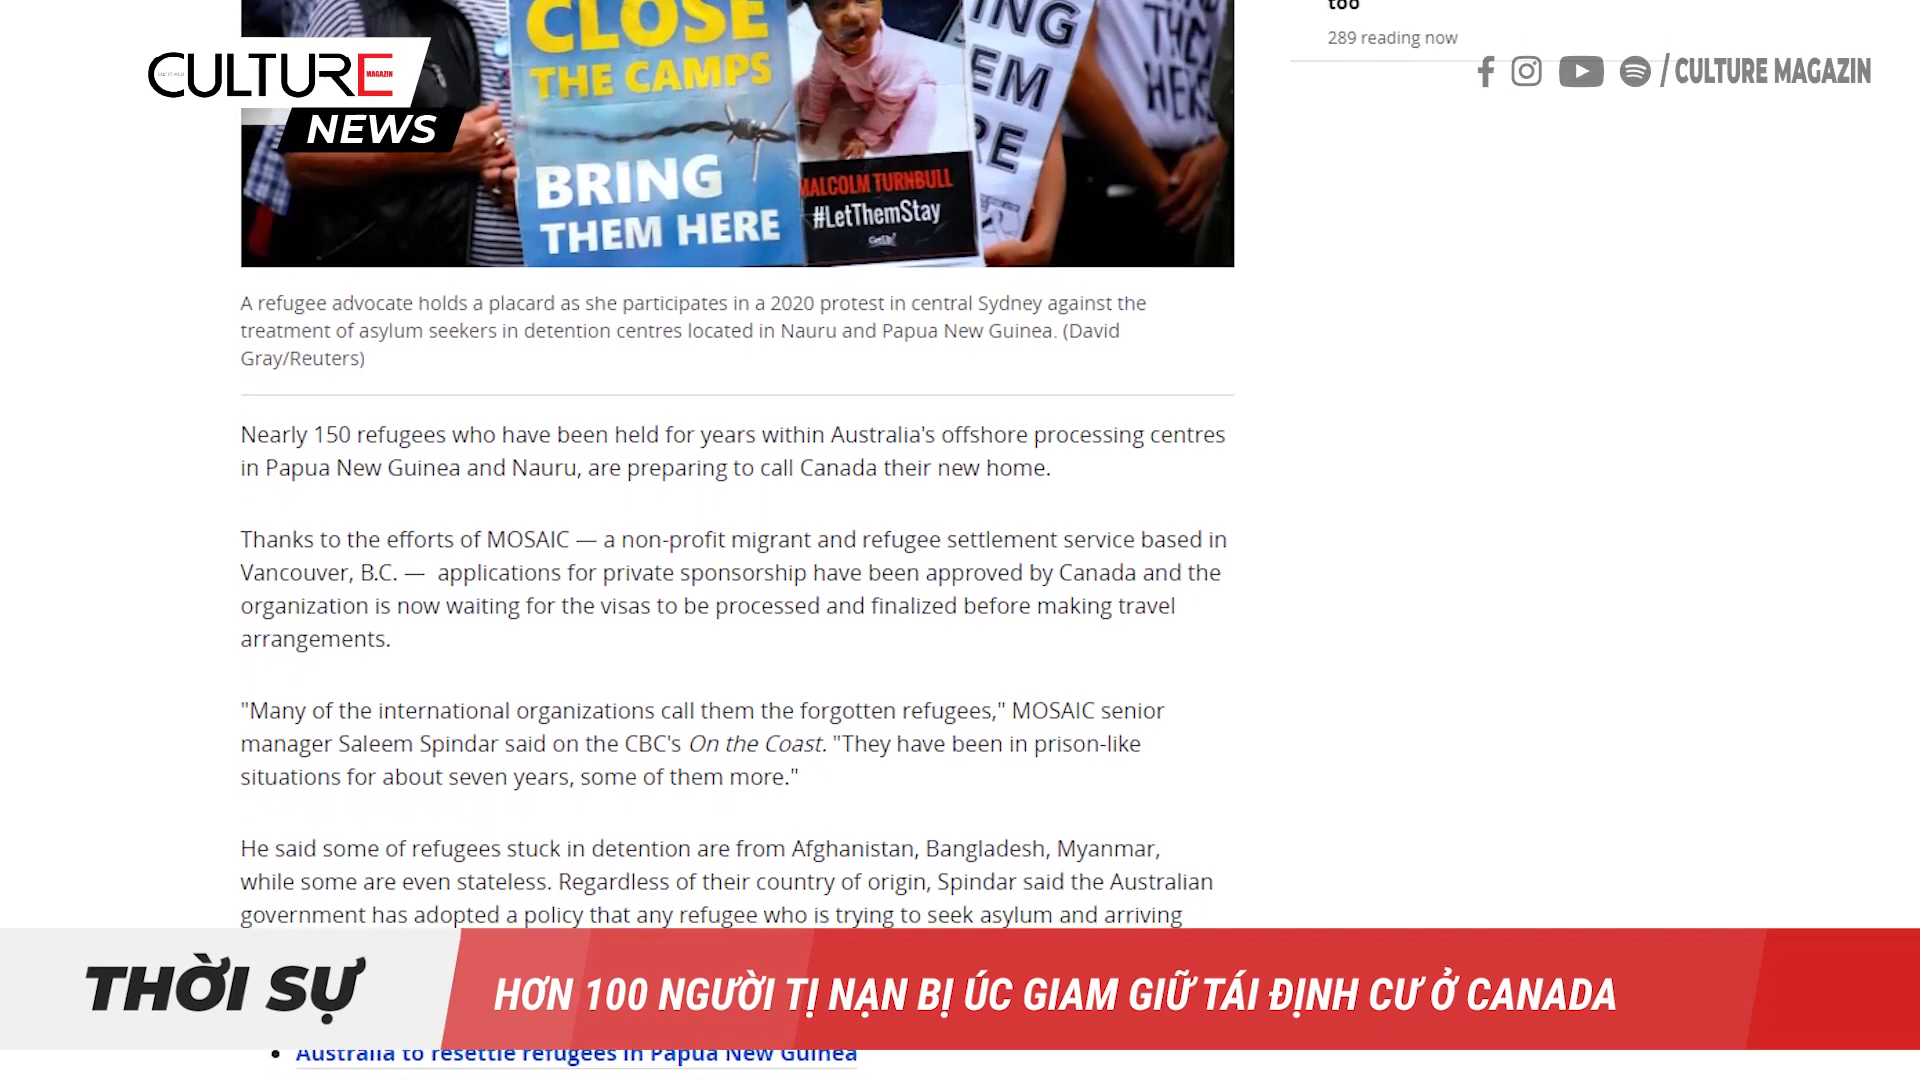 too
289 reading now
CULTURE
MAGAZIN
NEWS
/ CULTURE MAGAZIN
CLOSE
THE CAMPS
BRING
THEM HERE
MALCOLM TURNBULL
#LetThemStay
GetUp!
ING
EM
RE
THEM
HERE
A refugee advocate holds a placard as she participates in a 2020 protest in central Sydney against the
treatment of asylum seekers in detention centres located in Nauru and Papua New Guinea. (David
Gray/Reuters)
Nearly 150 refugees who have been held for years within Australia's offshore processing centres
in Papua New Guinea and Nauru, are preparing to call Canada their new home.
Thanks to the efforts of MOSAIC — a non-profit migrant and refugee settlement service based in
Vancouver, B.C. — applications for private sponsorship have been approved by Canada and the
organization is now waiting for the visas to be processed and finalized before making travel
arrangements.
"Many of the international organizations call them the forgotten refugees," MOSAIC senior
manager Saleem Spindar said on the CBC's On the Coast. "They have been in prison-like
situations for about seven years, some of them more."
He said some of refugees stuck in detention are from Afghanistan, Bangladesh, Myanmar,
while some are even stateless. Regardless of their country of origin, Spindar said the Australian
government has adopted a policy that any refugee who is trying to seek asylum and arriving
THỜI SỰ
HƠN 100 NGƯỜI TỊ NẠN BỊ ÚC GIAM GIỮ TÁI ĐỊNH CƯ Ở CANADA
Australia to resettle refugees in Papua New Guinea